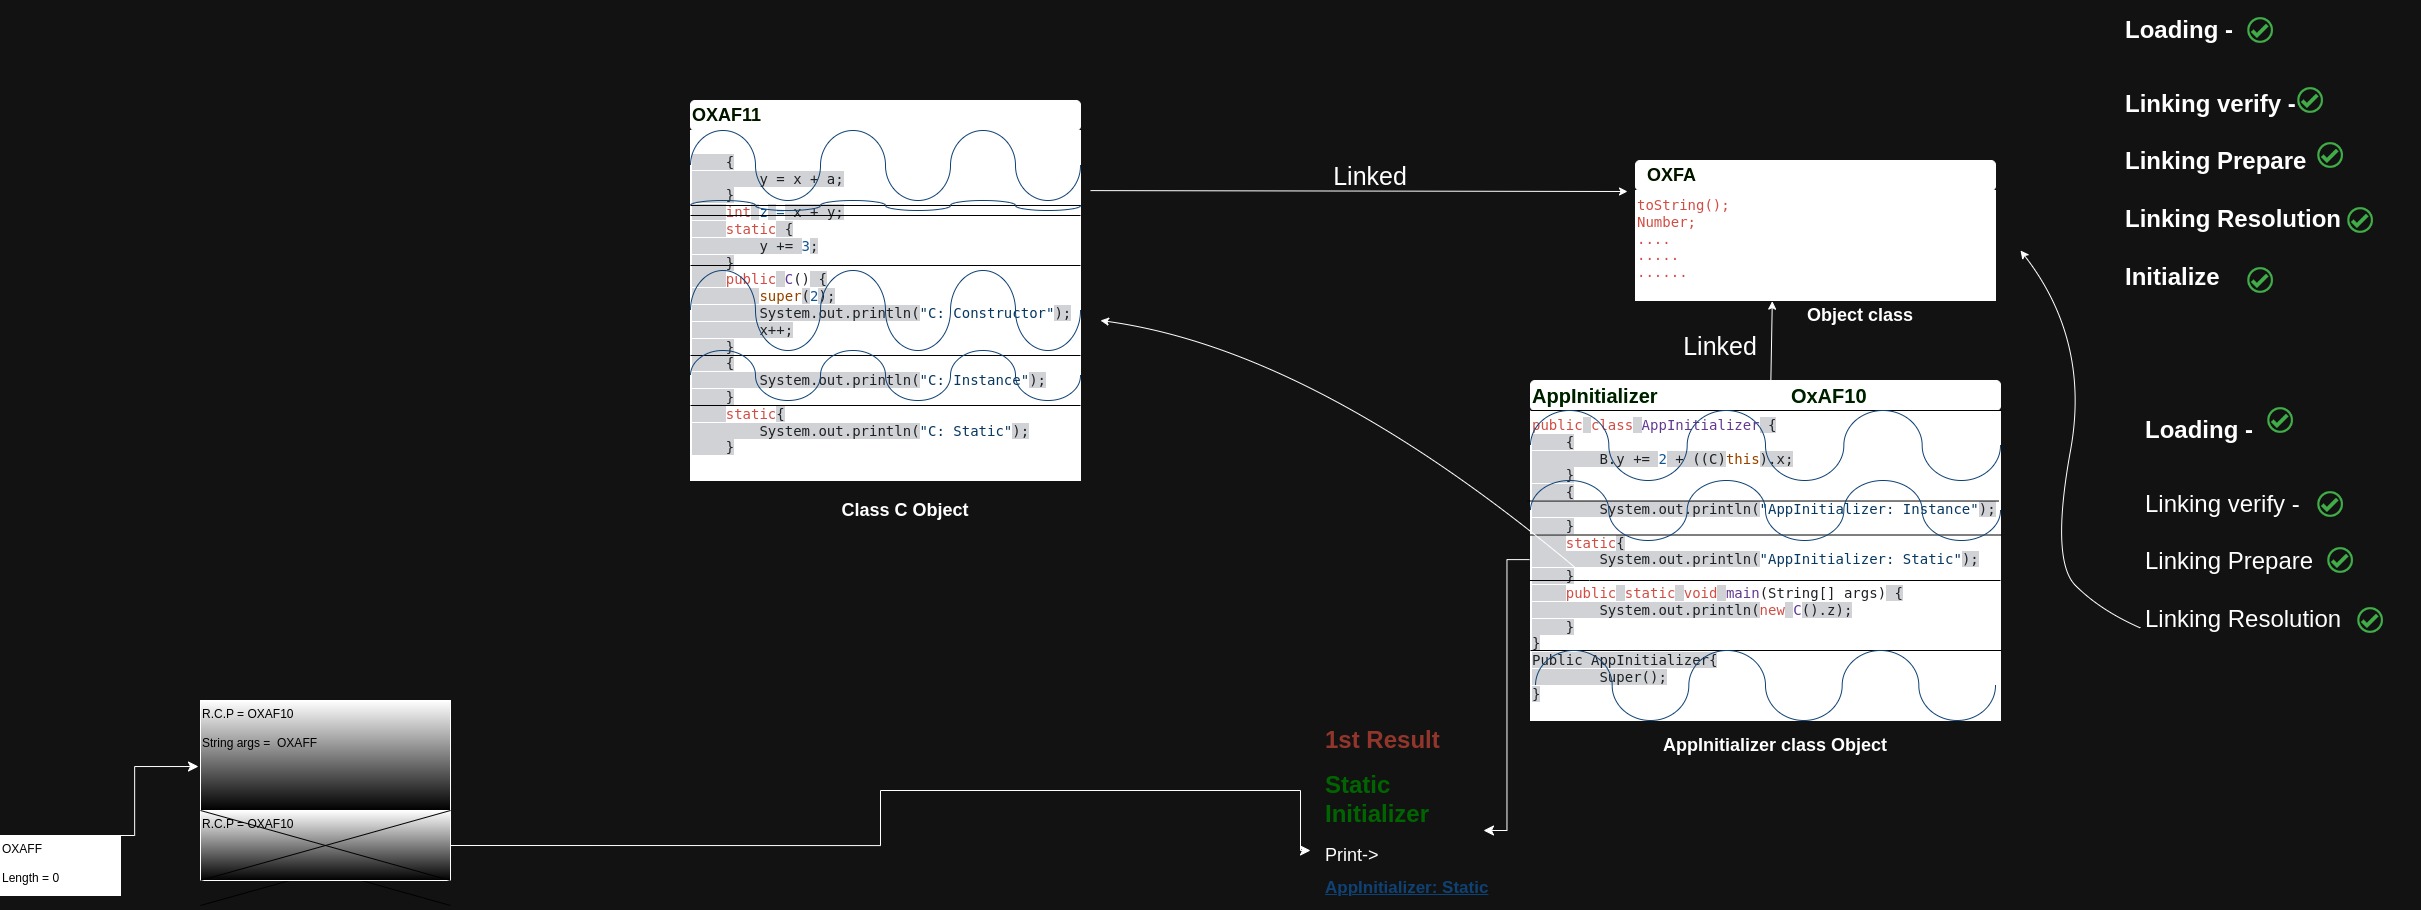 Loading -
Linking verify -
Linking Prepare
Linking Resolution
Initialize
OXAF11
    {
        y = x + a;
    }
    int z = x + y;
    static {
        y += 3;
    }
    public C() {
        super(2);
        System.out.println("C: Constructor");
        x++;
    }
    {
        System.out.println("C: Instance");
    }
    static{
        System.out.println("C: Static");
    }
Class C Object
Linked
OXFA
toString();
Number;
....
.....
......
Object class
Linked
AppInitializer OxAF10
public class AppInitializer {
    {
        B.y += 2 + ((C)this).x;
    }
    {
        System.out.println("AppInitializer: Instance");
    }
    static{
        System.out.println("AppInitializer: Static");
    }
    public static void main(String[] args) {
        System.out.println(new C().z);
    }
}
Public AppInitializer{
        Super();
}
AppInitializer class Object
Loading -
Linking verify -
Linking Prepare
Linking Resolution
R.C.P = OXAF10
String args =  OXAFF
R.C.P = OXAF10
OXAFF
Length = 0
1st Result
Static
Initializer
Print->
AppInitializer: Static